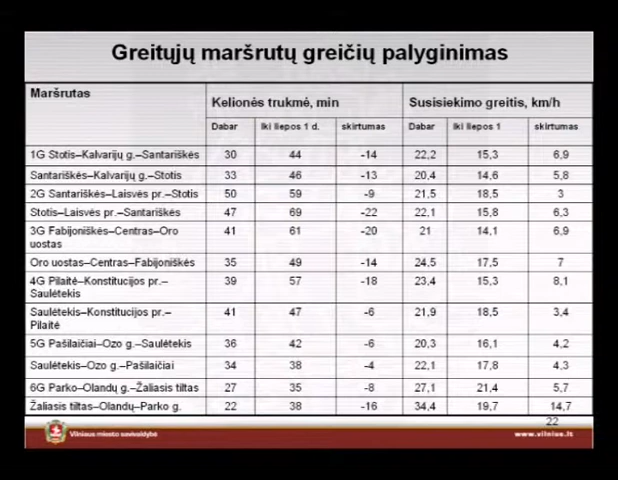 Greitųjų maršrutų greičių palyginimas
Maršrutas Kelionės trukmė, min Susisiekimo greitis, km/h
Dabar Iki liepos 1 d. skirtumas Dabar Iki liepos 1 skirtumas
1G Stotis–Kalvarijų g.–Santariškės 30 44 -14 22,2 15,3 6,9
Santariškės–Kalvarijų g.–Stotis 33 46 -13 20,4 14,6 5,8
2G Santariškės–Laisvės pr.–Stotis 50 59 -9 21,5 18,5 3
Stotis–Laisvės pr.–Santariškės 47 69 -22 22,1 15,8 6,3
3G Fabijoniškės–Centras–Oro 41 61 -20 21 14,1 6,9
uostas
Oro uostas–Centras–Fabijoniškės 35 49 -14 24,5 17,5 7
4G Pilaitė–Konstitucijos pr.– 39 57 -18 23,4 15,3 8,1
Saulėtekis
Saulėtekis–Konstitucijos pr.– 41 47 -6 21,9 18,5 3,4
Pilaitė
5G Pašilaičiai–Ozo g.–Saulėtekis 36 42 -6 20,3 16,1 4,2
Saulėtekis–Ozo g.–Pašilaičiai 34 38 -4 22,1 17,8 4,3
6G Parko–Olandų g.–Žaliasis tiltas 27 35 -8 27,1 21,4 5,7
Žaliasis tiltas–Olandų–Parko g. 22 38 -16 34,4 19,7 14,7
22
Vilniaus miesto savivaldybė www.vilnius.lt